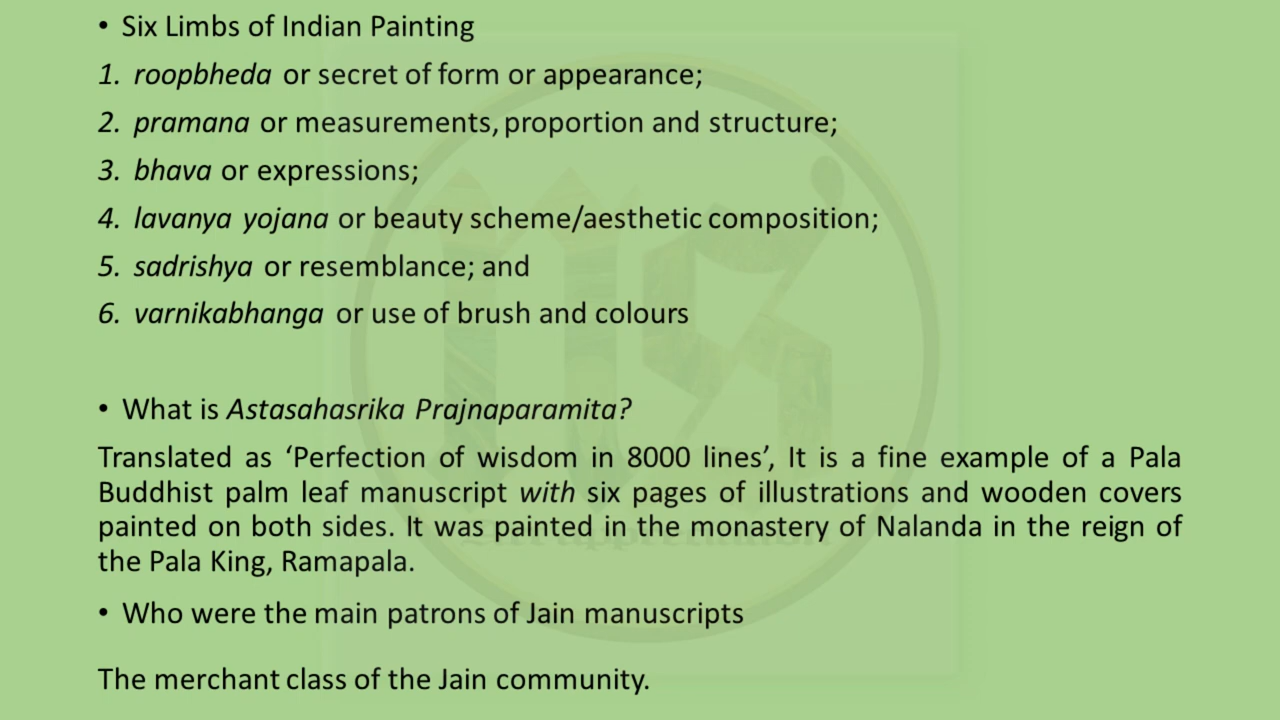 • Six Limbs of Indian Painting
1. roopbheda or secret of form or appearance;
2. pramana or measurements, proportion and structure;
3. bhava or expressions;
4. lavanya yojana or beauty scheme/aesthetic composition;
5. sadrishya or resemblance; and
6. varnikabhanga or use of brush and colours
• What is Astasahasrika Prajnaparamita?
Translated as ‘Perfection of wisdom in 8000 lines’, It is a fine example of a Pala
Buddhist palm leaf manuscript with six pages of illustrations and wooden covers
painted on both sides. It was painted in the monastery of Nalanda in the reign of
the Pala King, Ramapala.
• Who were the main patrons of Jain manuscripts
The merchant class of the Jain community.